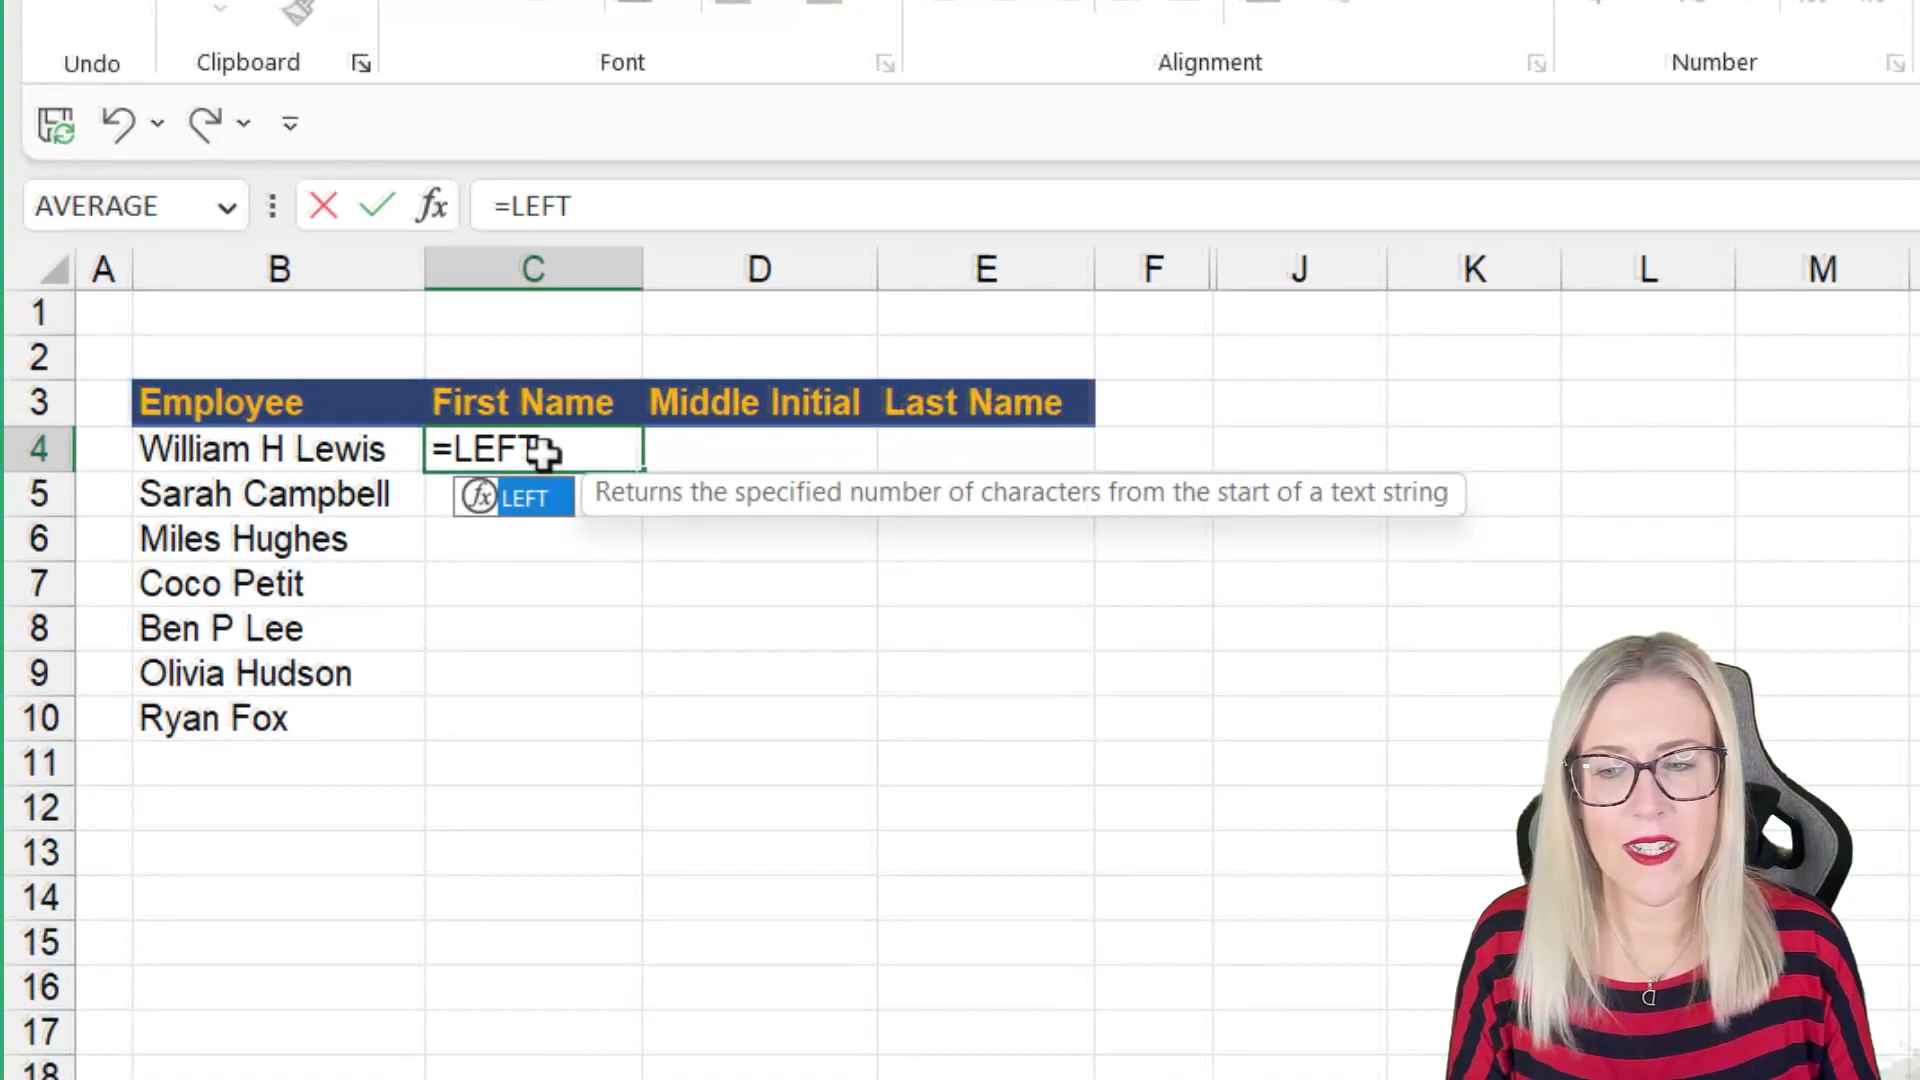 Undo Clipboard Font Alignment Number
AVERAGE fx =LEFT
A B C D E F J K L M
1
2
3 Employee First Name Middle Initial Last Name
4 William H Lewis =LEFT
5 Sarah Campbell fx LEFT Returns the specified number of characters from the start of a text string
6 Miles Hughes
7 Coco Petit
8 Ben P Lee
9 Olivia Hudson
10 Ryan Fox
11
12
13
14
15
16
17
18